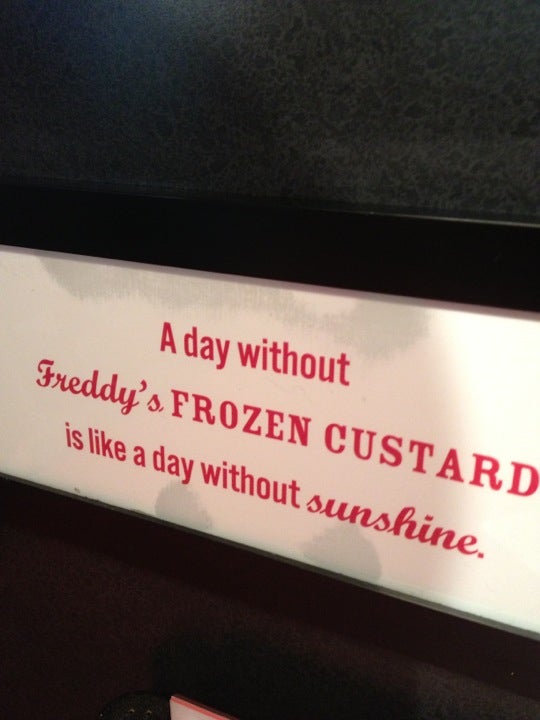 A day without
Freddy's FROZEN CUSTARD
is like a day without sunshine.